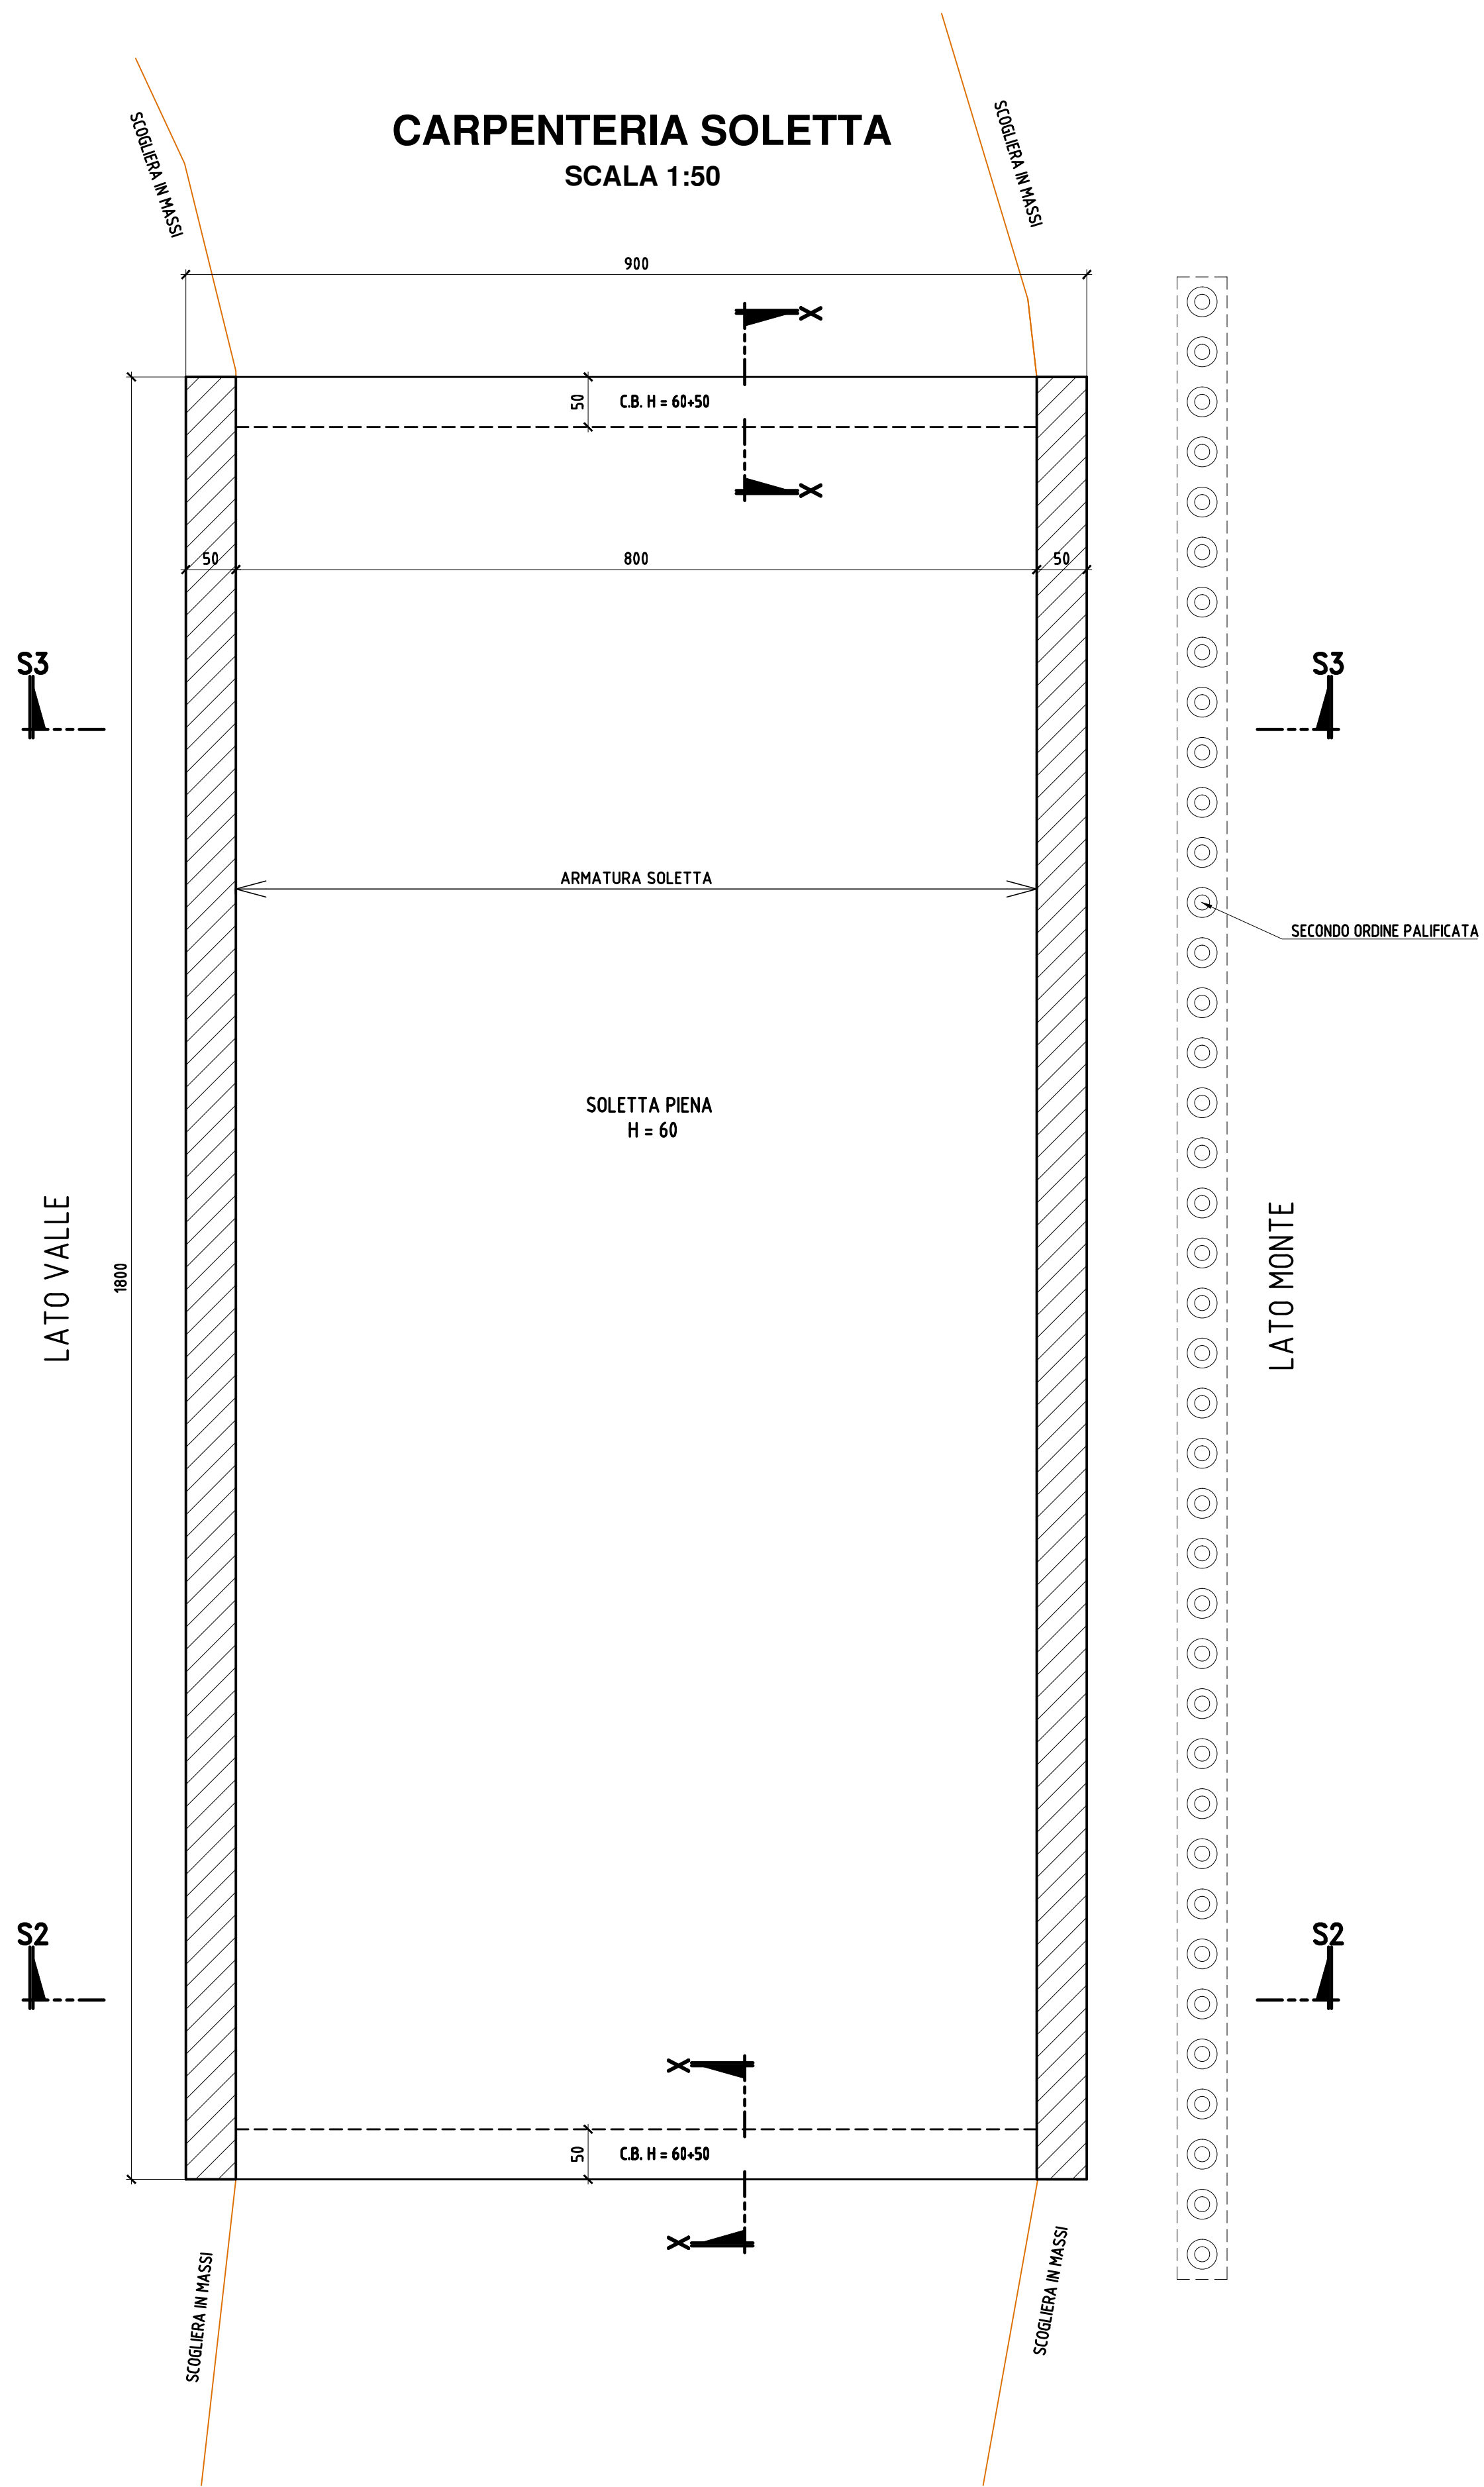 SCOGLIERA IN MASSI
SCOGLIERA IN MASSI
CARPENTERIA SOLETTA
SCALA 1:50
900
X
50
C.B. H = 60+50
X
50
800
50
S3
S3
ARMATURA SOLETTA
SECONDO ORDINE PALIFICATA
SOLETTA PIENA
H = 60
LATO VALLE
1800
LATO MONTE
S2
S2
X
50
C.B. H = 60+50
X
SCOGLIERA IN MASSI
SCOGLIERA IN MASSI